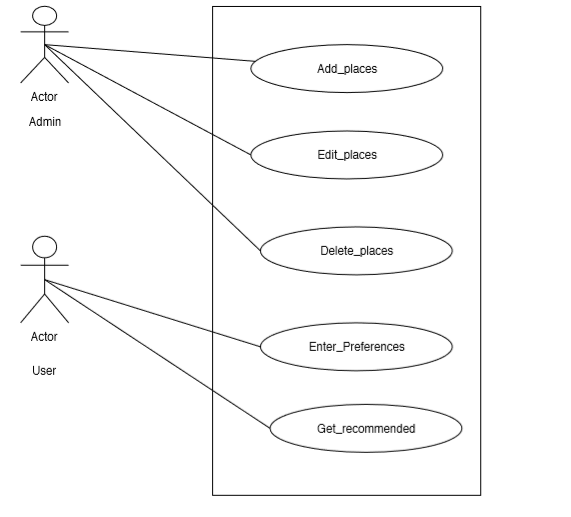 Actor
Admin
Add_places
Edit_places
Delete_places
Actor
User
Enter_Preferences
Get_recommended